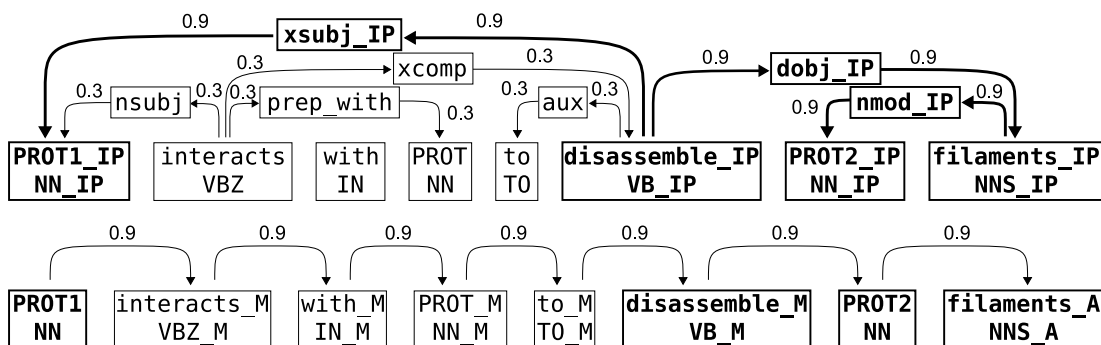 0.9 0.9
xsubj_IP
0.9 0.9
0.3 xcomp 0.3 dobj_IP
0.3 nsubj 0.3 0.3 prep_with 0.3 0.3 aux 0.3 0.9 nmod_IP 0.9
PROT1_IP interacts with PROT to disassemble_IP PROT2_IP filaments_IP
NN_IP VBZ IN NN TO VB_IP NN_IP NNS_IP
0.9 0.9 0.9 0.9 0.9 0.9 0.9
PROT1 interacts_M with_M PROT_M to_M disassemble_M PROT2 filaments_A
NN VBZ_M IN_M NN_M TO_M VB_M NN NNS_A